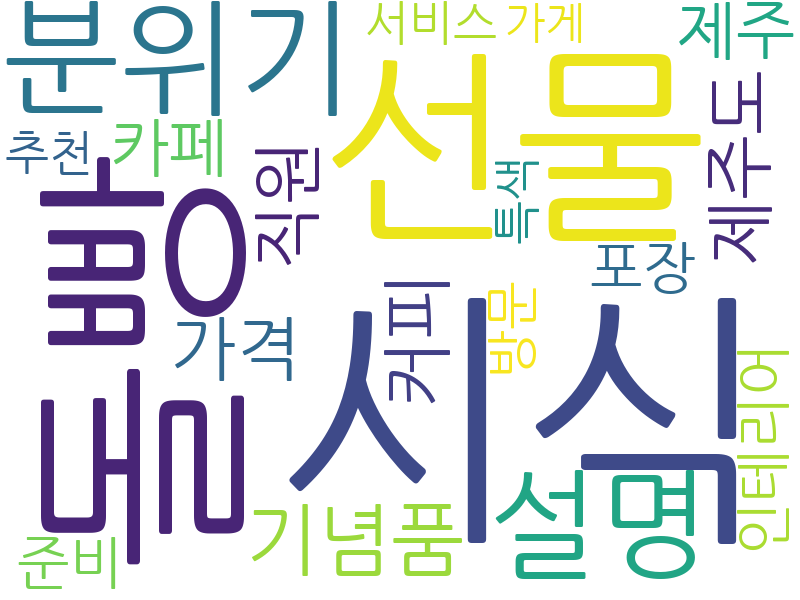 분위기
서비스
가게
제주
선물
추천
카페
직원
특색
제주도
돌빵
포장
가격
커피
방문
시식
인테리어
기념품
설명
준비